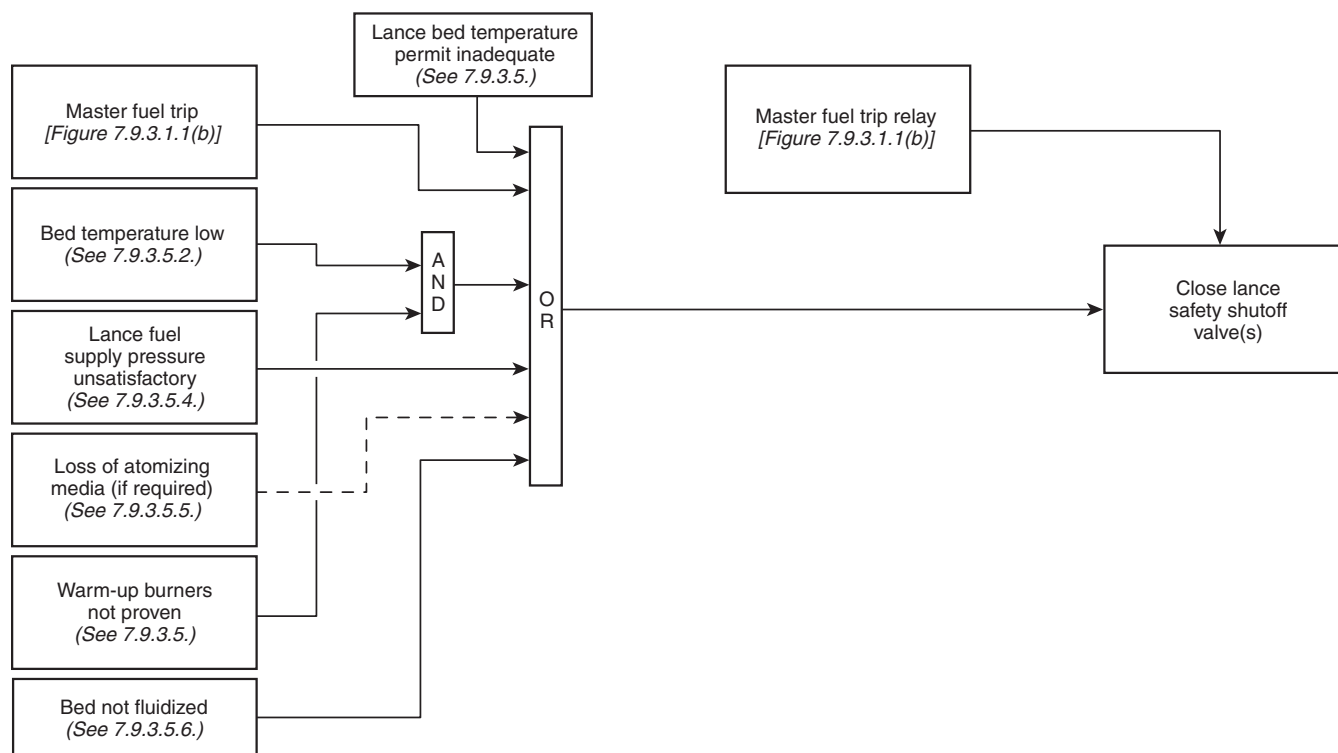 Lance bed temperature
permit inadequate
(See 7.9.3.5.)
Master fuel trip
[Figure 7.9.3.1.1(b)]
Master fuel trip relay
[Figure 7.9.3.1.1(b)]
Bed temperature low
(See 7.9.3.5.2.)
A
N
D
O
R
Close lance
safety shutoff
valve(s)
Lance fuel
supply pressure
unsatisfactory
(See 7.9.3.5.4.)
Loss of atomizing
media (if required)
(See 7.9.3.5.5.)
Warm-up burners
not proven
(See 7.9.3.5.)
Bed not fluidized
(See 7.9.3.5.6.)